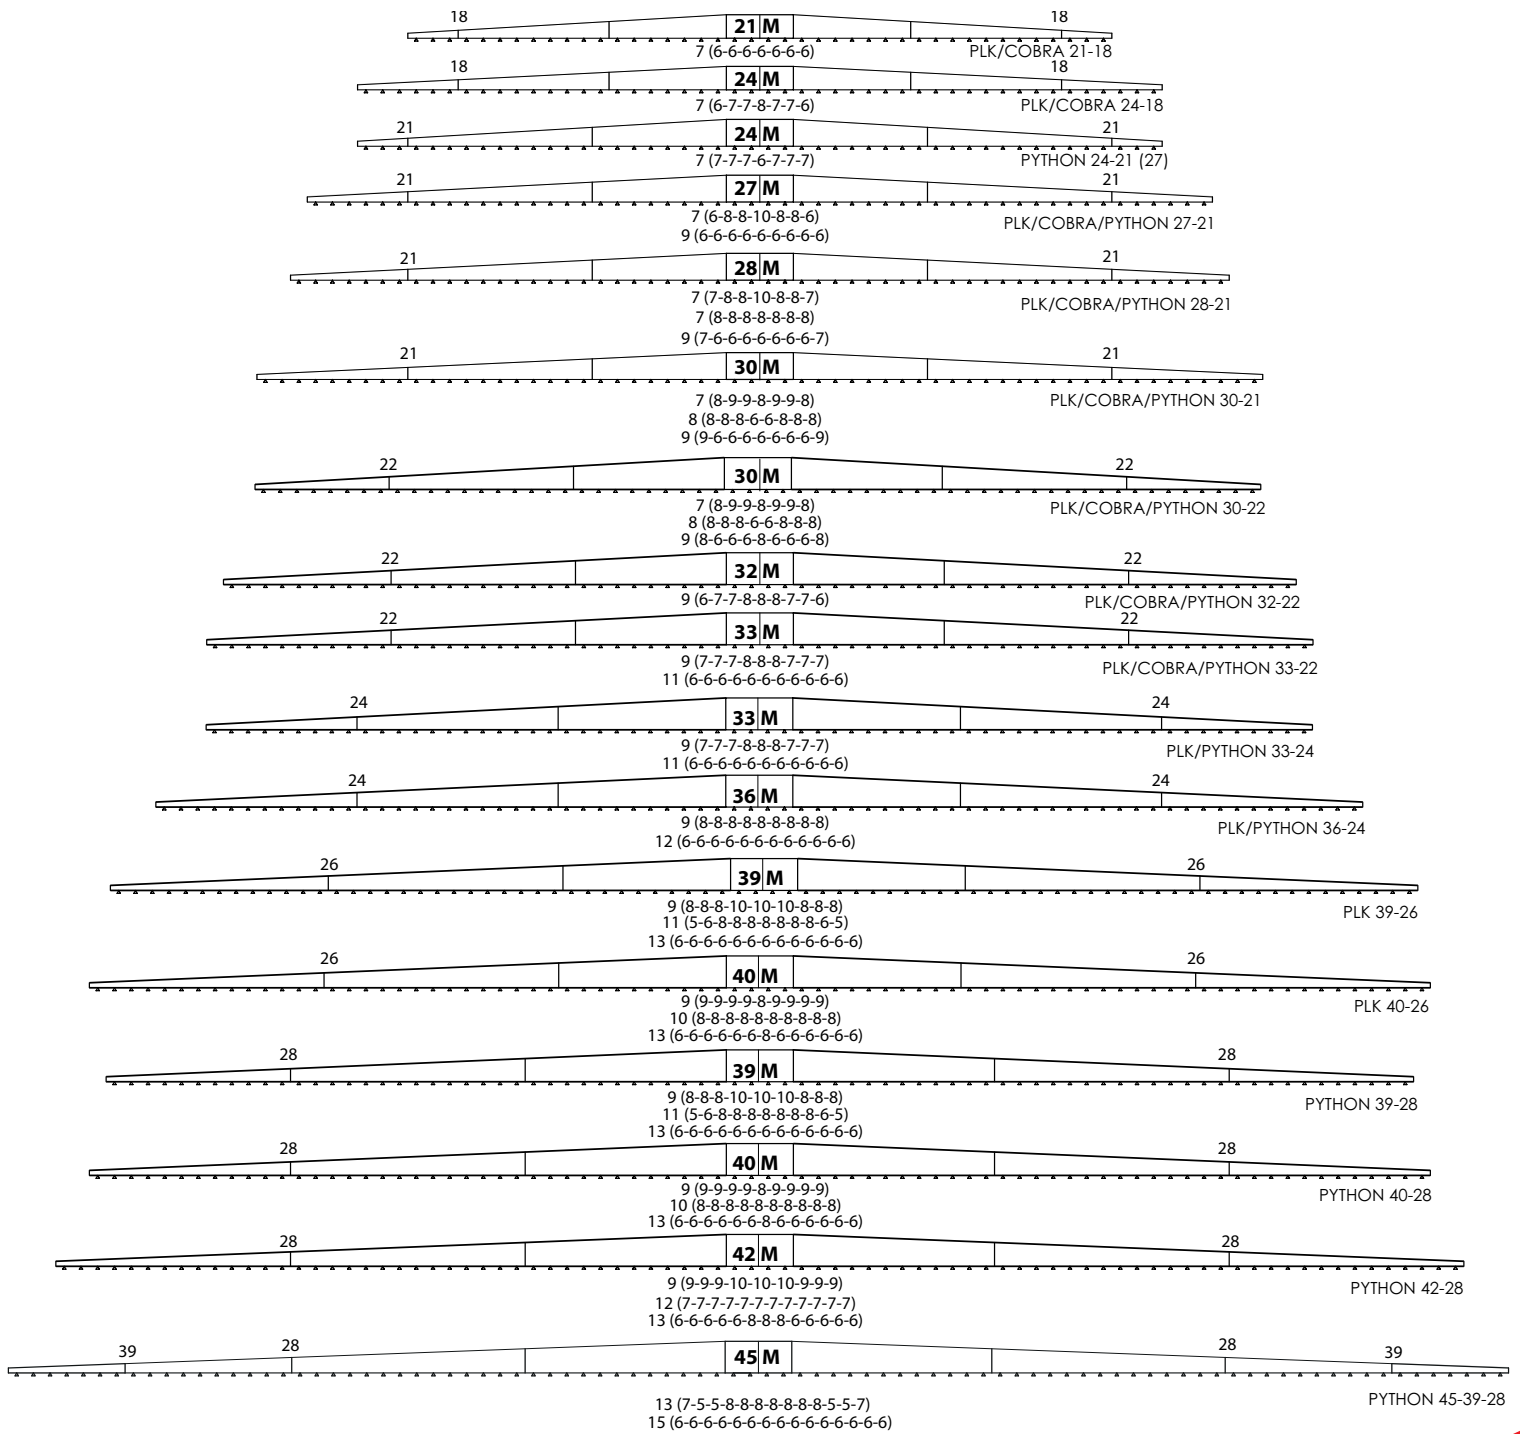 18 21 M 18
7 (6-6-6-6-6-6-6) PLK/COBRA 21-18
18 24 M 18
7 (6-7-7-8-7-7-6) PLK/COBRA 24-18
21 24 M 21
7 (7-7-7-6-7-7-7) PYTHON 24-21 (27)
21 27 M 21
7 (6-8-8-10-8-8-6) PLK/COBRA/PYTHON 27-21
9 (6-6-6-6-6-6-6-6-6)
21 28 M 21
7 (7-8-8-10-8-8-7) PLK/COBRA/PYTHON 28-21
7 (8-8-8-8-8-8-8)
9 (7-6-6-6-6-6-6-6-7)
21 30 M 21
7 (8-9-9-8-9-9-8) PLK/COBRA/PYTHON 30-21
8 (8-8-8-6-6-8-8-8)
9 (9-6-6-6-6-6-6-6-9)
22 30 M 22
7 (8-9-9-8-9-9-8) PLK/COBRA/PYTHON 30-22
8 (8-8-8-6-6-8-8-8)
9 (8-6-6-6-8-6-6-6-8)
22 32 M 22
9 (6-7-7-8-8-8-7-7-6) PLK/COBRA/PYTHON 32-22
22 33 M 22
9 (7-7-7-8-8-8-7-7-7) PLK/COBRA/PYTHON 33-22
11 (6-6-6-6-6-6-6-6-6-6-6)
24 33 M 24
9 (7-7-7-8-8-8-7-7-7) PLK/PYTHON 33-24
11 (6-6-6-6-6-6-6-6-6-6-6)
24 36 M 24
9 (8-8-8-8-8-8-8-8-8) PLK/PYTHON 36-24
12 (6-6-6-6-6-6-6-6-6-6-6-6)
26 39 M 26
9 (8-8-8-10-10-10-8-8-8) PLK 39-26
11 (5-6-8-8-8-8-8-8-8-6-5)
13 (6-6-6-6-6-6-6-6-6-6-6-6-6)
26 40 M 26
9 (9-9-9-9-8-9-9-9-9) PLK 40-26
10 (8-8-8-8-8-8-8-8-8-8)
13 (6-6-6-6-6-6-8-6-6-6-6-6-6)
28 39 M 28
9 (8-8-8-10-10-10-8-8-8) PYTHON 39-28
11 (5-6-8-8-8-8-8-8-8-6-5)
13 (6-6-6-6-6-6-6-6-6-6-6-6-6)
28 40 M 28
9 (9-9-9-9-8-9-9-9-9) PYTHON 40-28
10 (8-8-8-8-8-8-8-8-8-8)
13 (6-6-6-6-6-6-8-6-6-6-6-6-6)
28 42 M 28
9 (9-9-9-10-10-10-9-9-9) PYTHON 42-28
12 (7-7-7-7-7-7-7-7-7-7-7-7)
13 (6-6-6-6-6-8-8-8-6-6-6-6-6)
39 28 45 M 28 39
13 (7-5-5-8-8-8-8-8-8-8-5-5-7) PYTHON 45-39-28
15 (6-6-6-6-6-6-6-6-6-6-6-6-6-6-6)